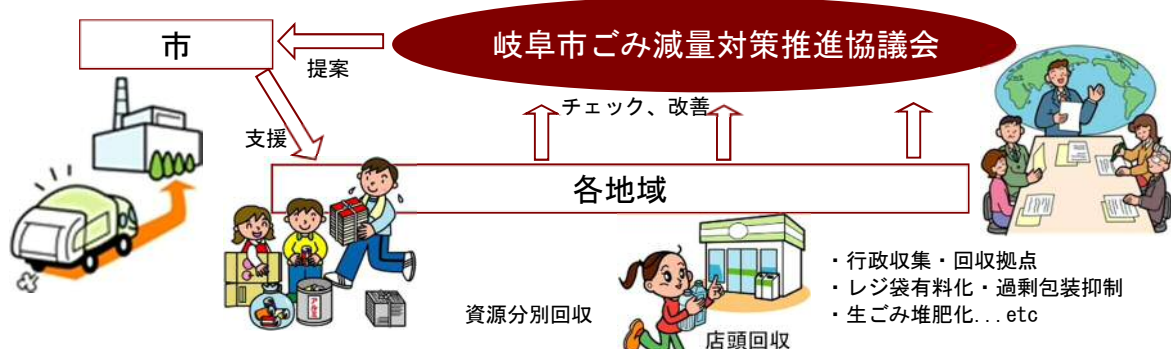 市
岐阜市ごみ減量対策推進協議会
提案
チェック、改善
支援
各地域
アルミ
資源分別回収
店頭回収
・行政収集・回収拠点
・レジ袋有料化・過剰包装抑制
・生ごみ堆肥化...etc